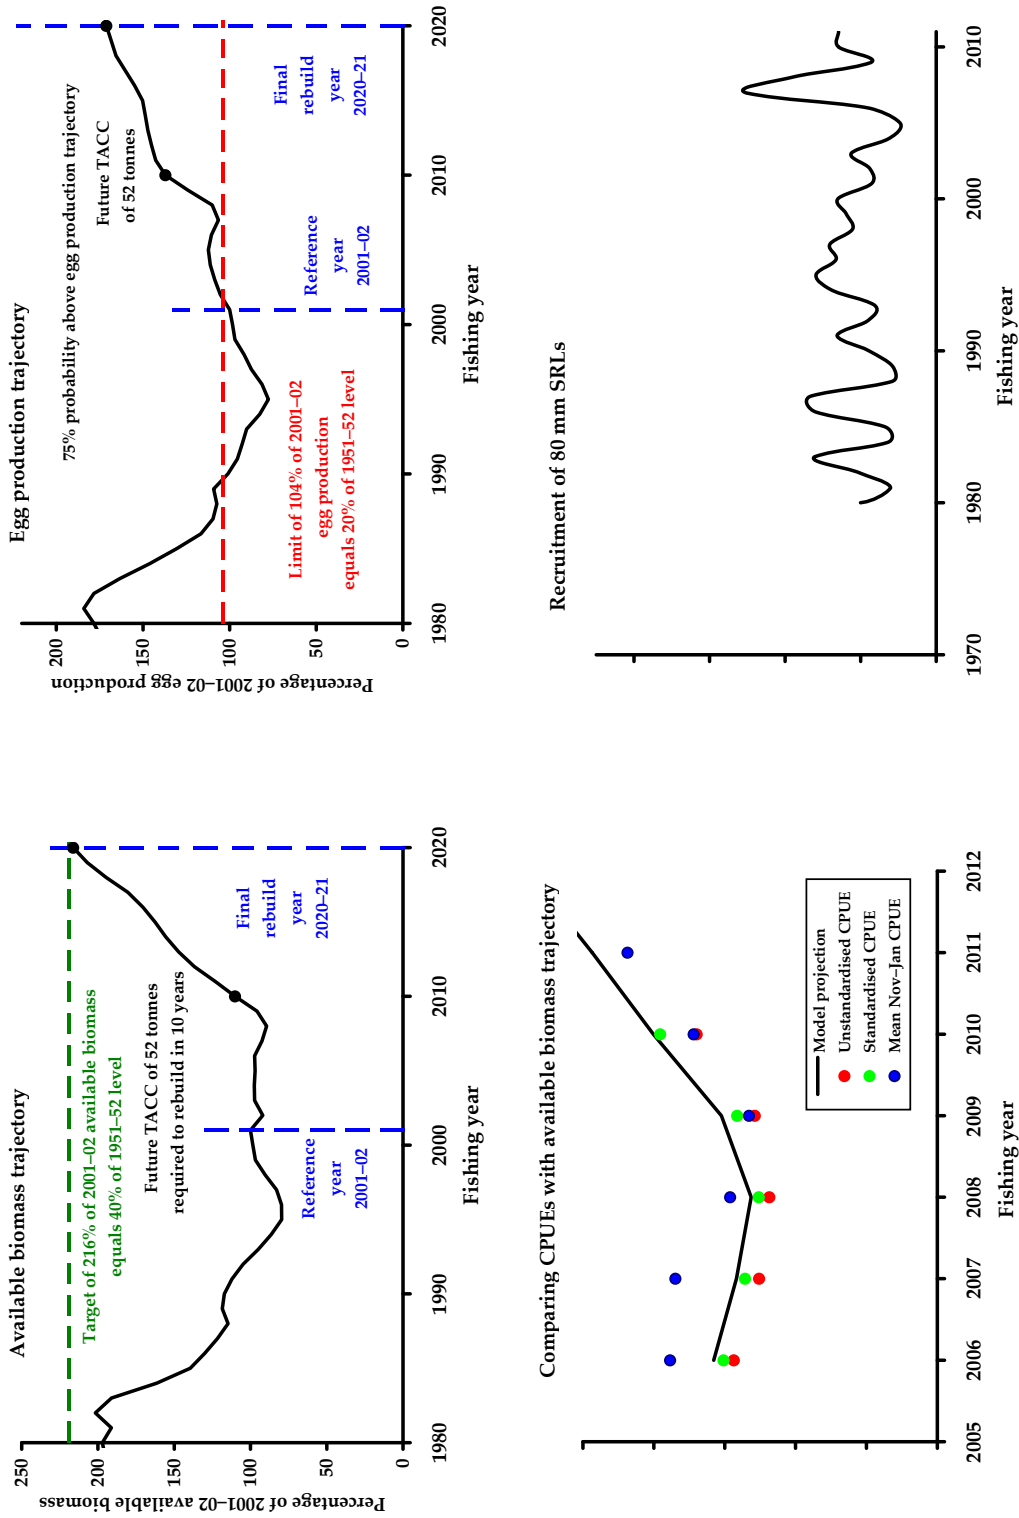 Available biomass trajectory
Percentage of 2001–02 available biomass
250
200
150
100
50
0
Target of 216% of 2001–02 available biomass
equals 40% of 1951–52 level
Future TACC of 52 tonnes
required to rebuild in 10 years
Reference
year
2001–02
Final
rebuild
year
2020–21
1980
1990
2000
2010
2020
Fishing year
Egg production trajectory
Percentage of 2001–02 egg production
200
150
100
50
0
75% probability above egg production trajectory
Future TACC
of 52 tonnes
Limit of 104% of 2001–02
egg production
equals 20% of 1951–52 level
Reference
year
2001–02
Final
rebuild
year
2020–21
1980
1990
2000
2010
2020
Fishing year
Comparing CPUEs with available biomass trajectory
Model projection
Unstandardised CPUE
Standardised CPUE
Mean Nov–Jan CPUE
2005
2006
2007
2008
2009
2010
2011
2012
Fishing year
Recruitment of 80 mm SRLs
1970
1980
1990
2000
2010
Fishing year